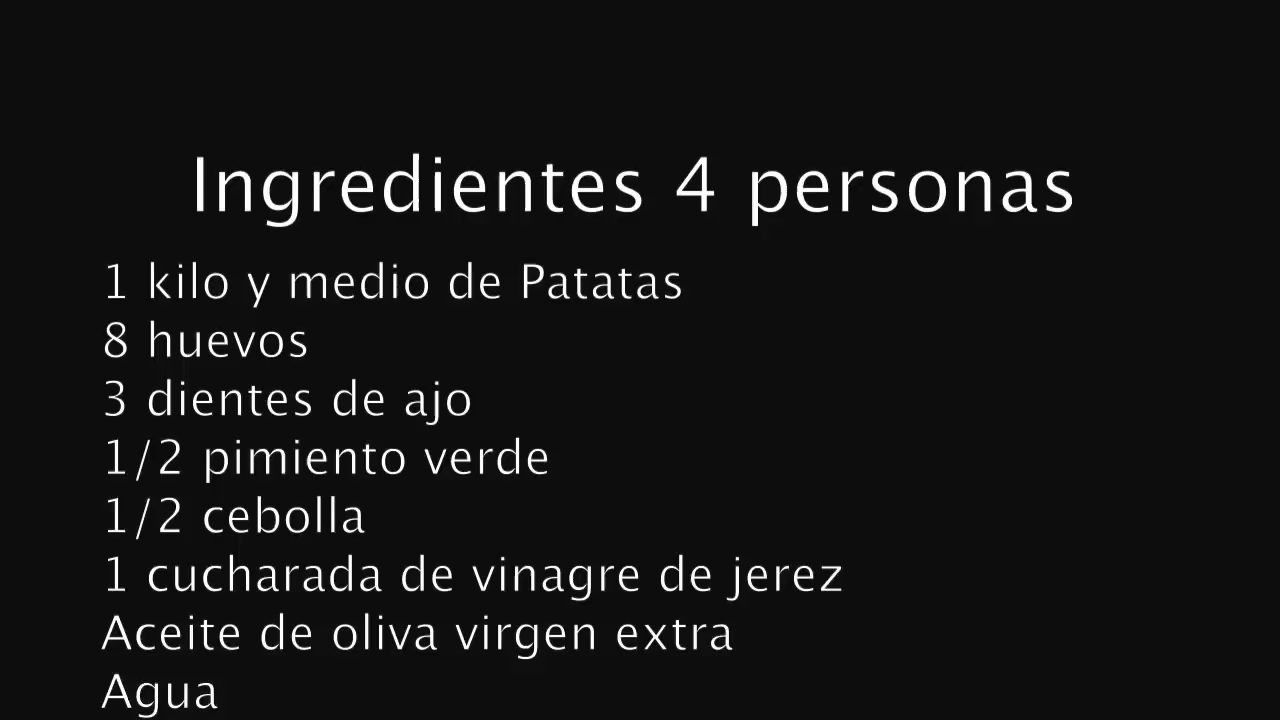 Ingredientes 4 personas
1 kilo y medio de Patatas
8 huevos
3 dientes de ajo
1/2 pimiento verde
1/2 cebolla
1 cucharada de vinagre de jerez
Aceite de oliva virgen extra
Agua